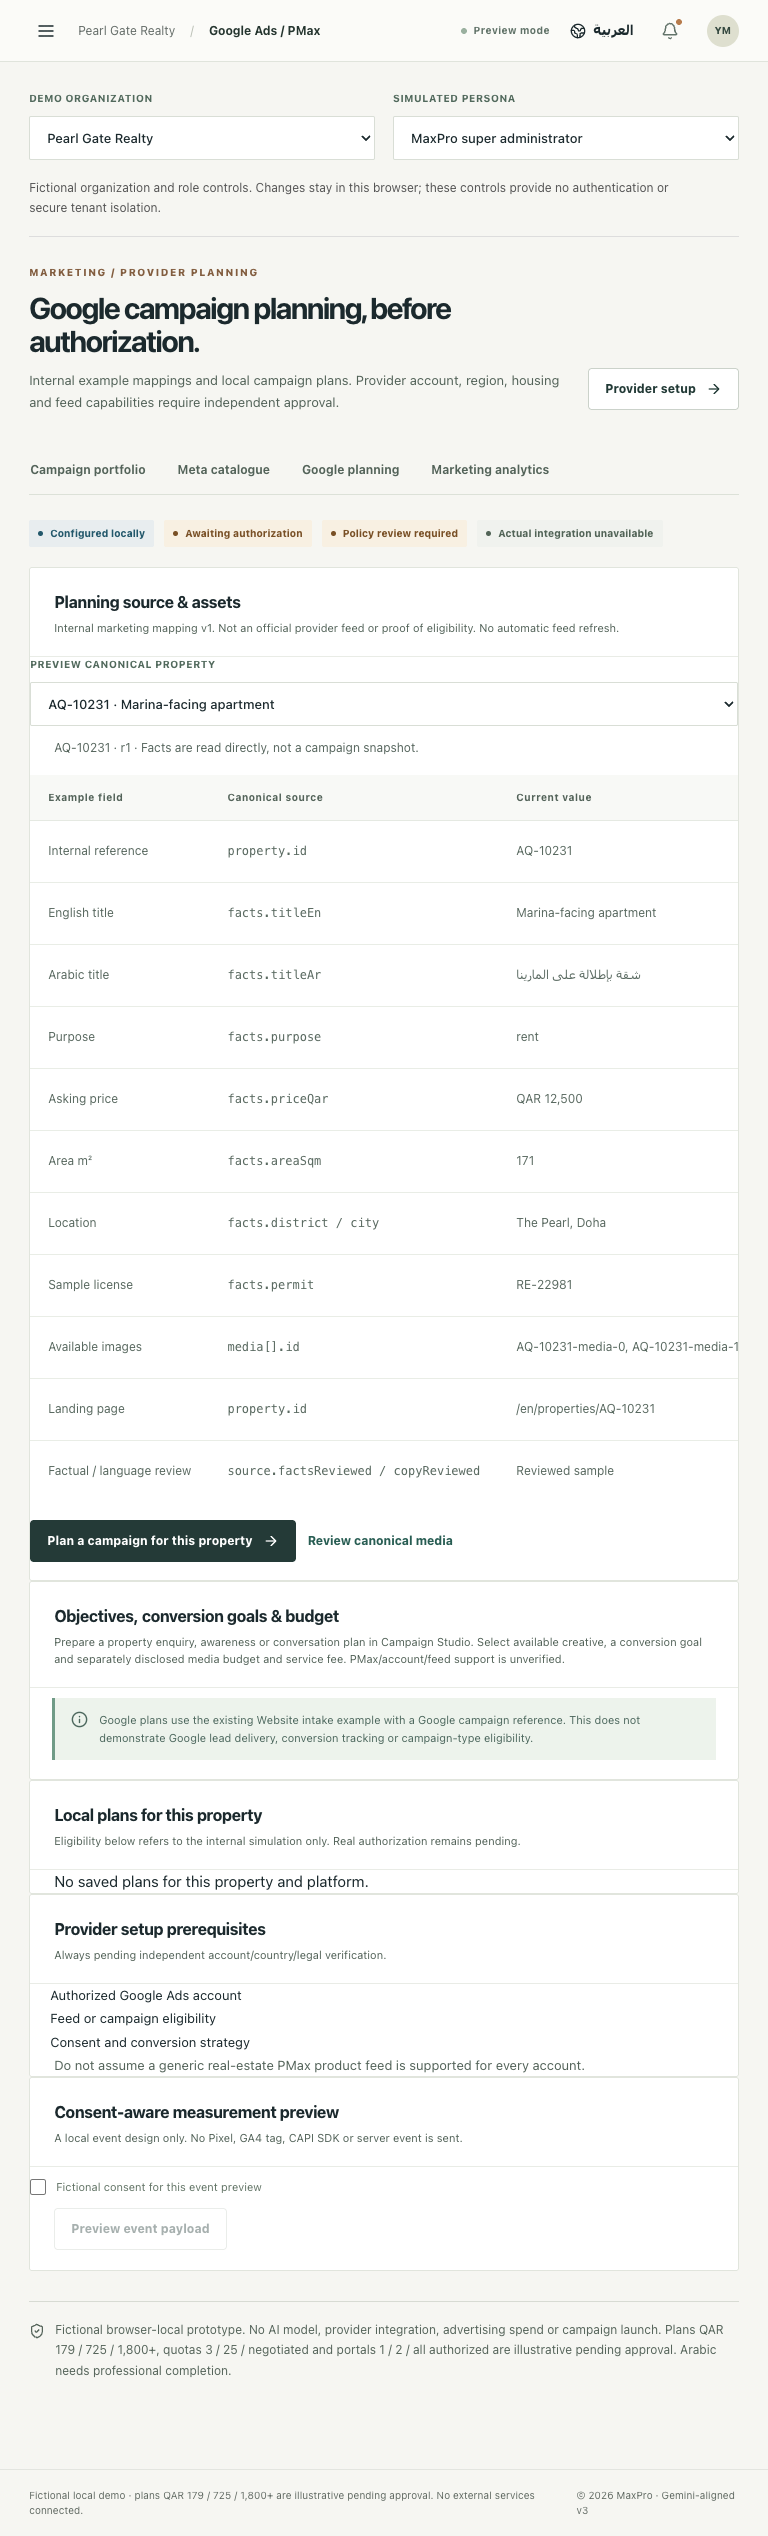 Pearl Gate Realty / Google Ads / PMax
Preview mode
العربية
YM
DEMO ORGANIZATION
Pearl Gate Realty
SIMULATED PERSONA
MaxPro super administrator
Fictional organization and role controls. Changes stay in this browser; these controls provide no authentication or
secure tenant isolation.
MARKETING / PROVIDER PLANNING
Google campaign planning, before
authorization.
Internal example mappings and local campaign plans. Provider account, region, housing
and feed capabilities require independent approval.
Provider setup
Campaign portfolio
Meta catalogue
Google planning
Marketing analytics
Configured locally
Awaiting authorization
Policy review required
Actual integration unavailable
Planning source & assets
Internal marketing mapping v1. Not an official provider feed or proof of eligibility. No automatic feed refresh.
PREVIEW CANONICAL PROPERTY
AQ-10231 · Marina-facing apartment
AQ-10231 · r1 · Facts are read directly, not a campaign snapshot.
Example field Canonical source Current value
Internal reference property.id AQ-10231
English title facts.titleEn Marina-facing apartment
Arabic title facts.titleAr شقة بإطلالة على المارينا
Purpose facts.purpose rent
Asking price facts.priceQar QAR 12,500
Area m² facts.areaSqm 171
Location facts.district / city The Pearl, Doha
Sample license facts.permit RE-22981
Available images media[].id AQ-10231-media-0, AQ-10231-media-1
Landing page property.id /en/properties/AQ-10231
Factual / language review source.factsReviewed / copyReviewed Reviewed sample
Plan a campaign for this property
Review canonical media
Objectives, conversion goals & budget
Prepare a property enquiry, awareness or conversation plan in Campaign Studio. Select available creative, a conversion goal
and separately disclosed media budget and service fee. PMax/account/feed support is unverified.
Google plans use the existing Website intake example with a Google campaign reference. This does not
demonstrate Google lead delivery, conversion tracking or campaign-type eligibility.
Local plans for this property
Eligibility below refers to the internal simulation only. Real authorization remains pending.
No saved plans for this property and platform.
Provider setup prerequisites
Always pending independent account/country/legal verification.
Authorized Google Ads account
Feed or campaign eligibility
Consent and conversion strategy
Do not assume a generic real-estate PMax product feed is supported for every account.
Consent-aware measurement preview
A local event design only. No Pixel, GA4 tag, CAPI SDK or server event is sent.
Fictional consent for this event preview
Preview event payload
Fictional browser-local prototype. No AI model, provider integration, advertising spend or campaign launch. Plans QAR
179 / 725 / 1,800+, quotas 3 / 25 / negotiated and portals 1 / 2 / all authorized are illustrative pending approval. Arabic
needs professional completion.
Fictional local demo · plans QAR 179 / 725 / 1,800+ are illustrative pending approval. No external services
connected.
© 2026 MaxPro · Gemini-aligned
v3